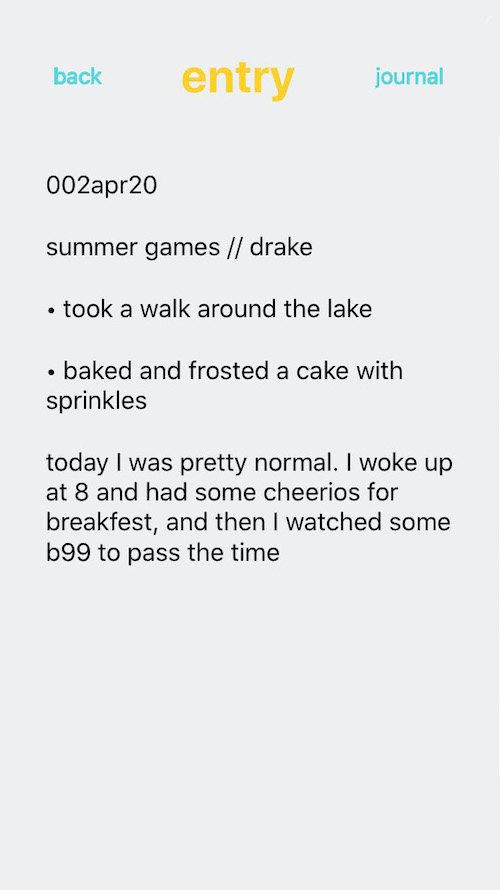 back entry journal
002apr20
summer games // drake
• took a walk around the lake
• baked and frosted a cake with
sprinkles
today I was pretty normal. I woke up
at 8 and had some cheerios for
breakfest, and then I watched some
b99 to pass the time